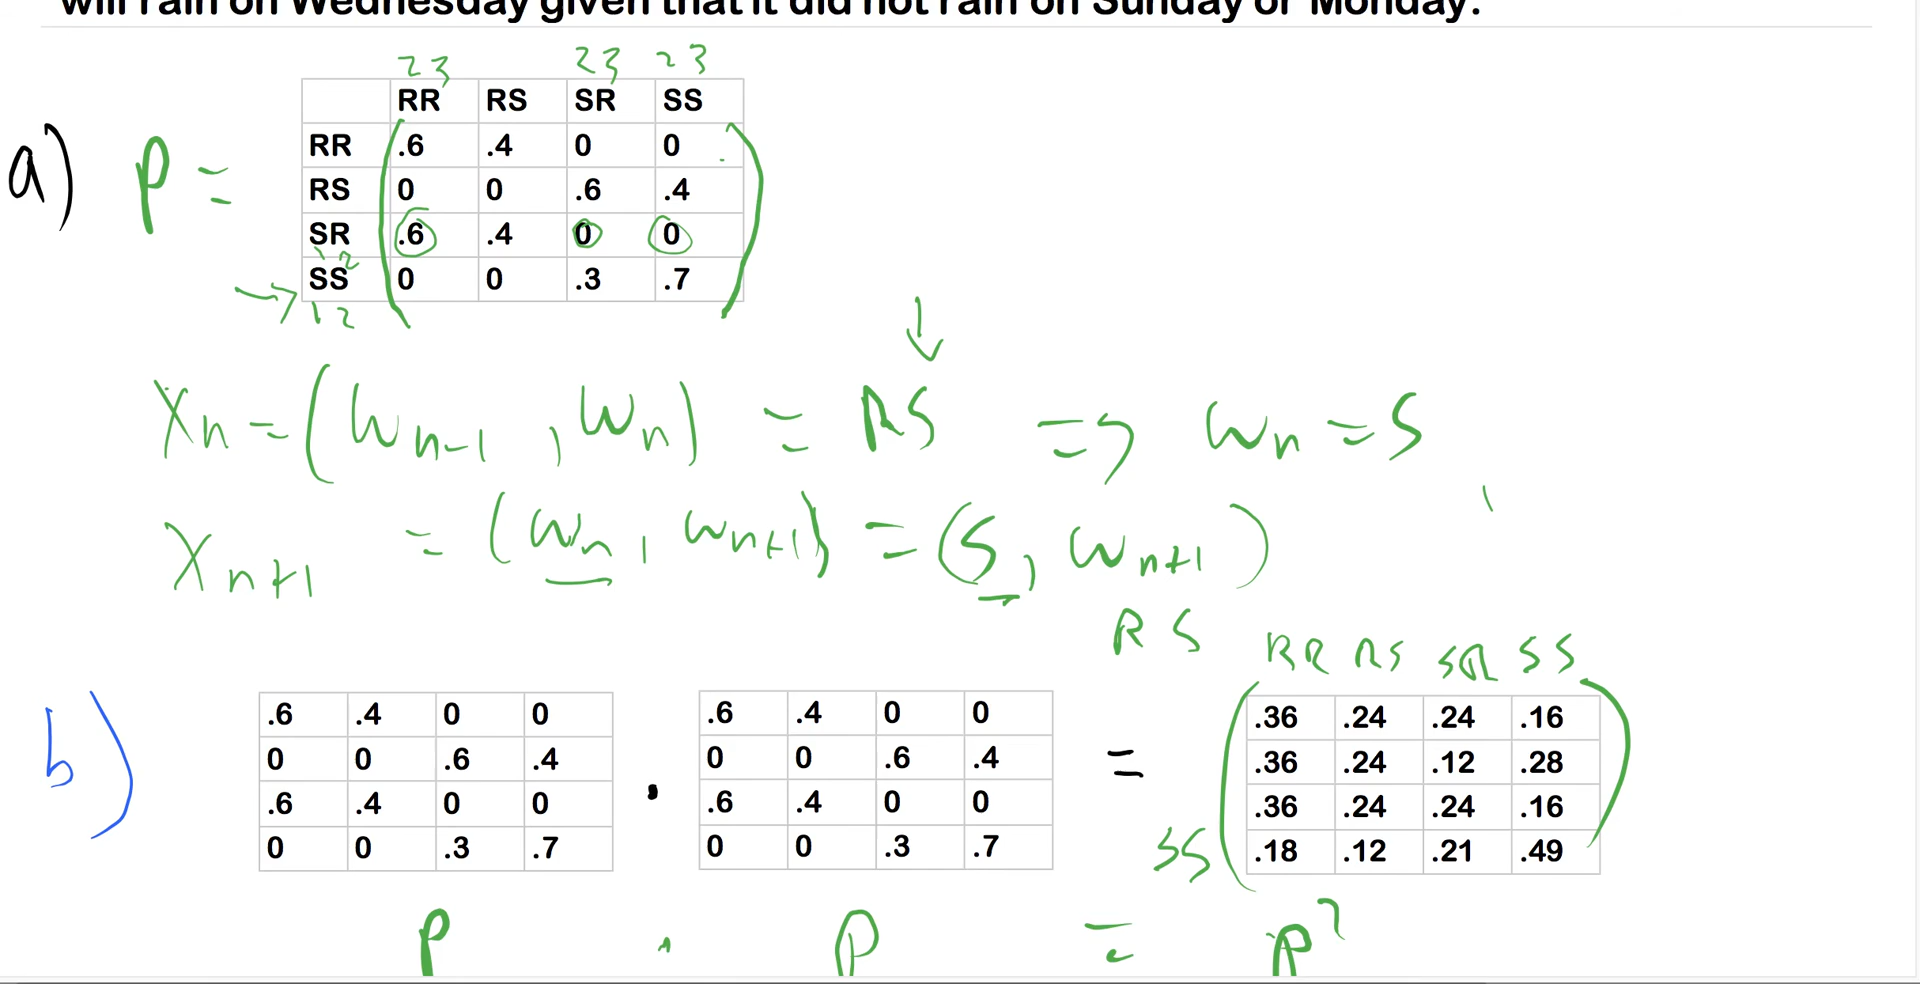 will rain on Wednesday given that it did not rain on Sunday or Monday.
23 23 23
RR RS SR SS
a) P =
RR .6 .4 0 0
RS 0 0 .6 .4
SR .6 .4 0 0
1 2
SS 0 0 .3 .7
1 2
Xn = (Wn-1, Wn) = RS => Wn = S
Xn+1 = (Wn, Wn+1) = (S, Wn+1)
R S
RR RS SR SS
b)
.6 .4 0 0 . .6 .4 0 0 = .36 .24 .24 .16
0 0 .6 .4 0 0 .6 .4 .36 .24 .12 .28
.6 .4 0 0 .6 .4 0 0 .36 .24 .24 .16
0 0 .3 .7 0 0 .3 .7 SS .18 .12 .21 .49
P . P = P²